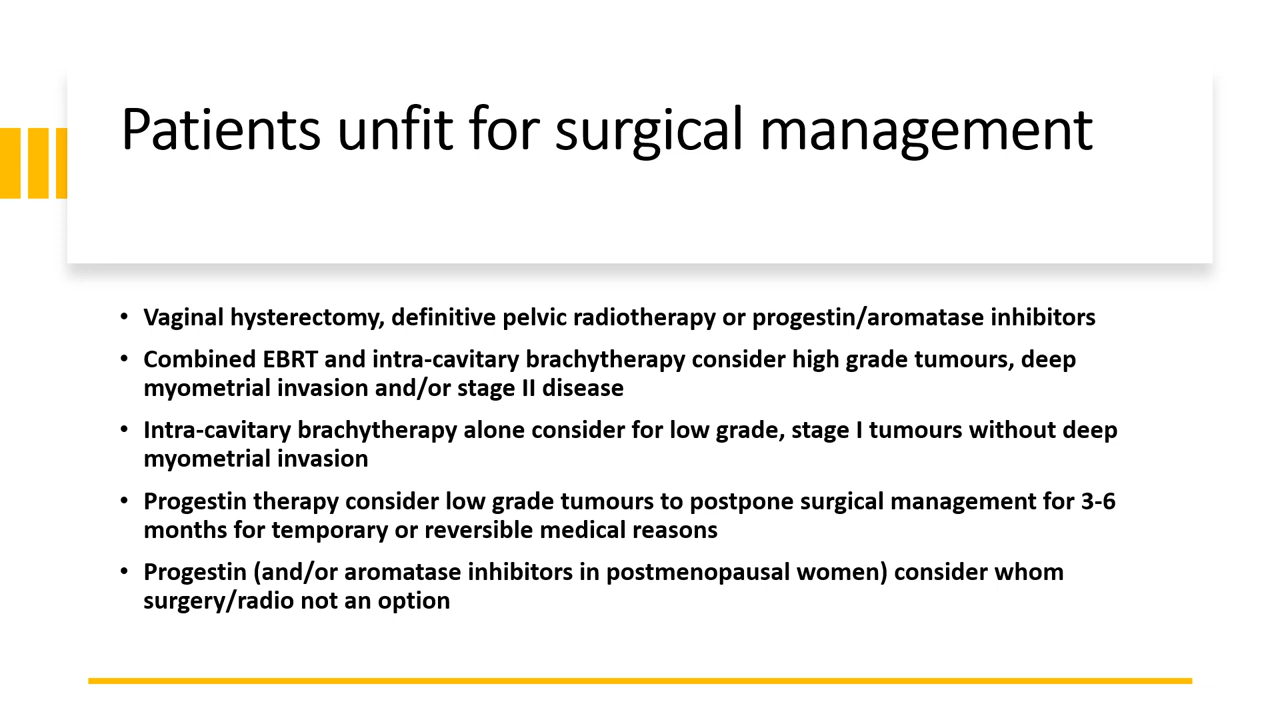 Patients unfit for surgical management
• Vaginal hysterectomy, definitive pelvic radiotherapy or progestin/aromatase inhibitors
• Combined EBRT and intra-cavitary brachytherapy consider high grade tumours, deep
myometrial invasion and/or stage II disease
• Intra-cavitary brachytherapy alone consider for low grade, stage I tumours without deep
myometrial invasion
• Progestin therapy consider low grade tumours to postpone surgical management for 3-6
months for temporary or reversible medical reasons
• Progestin (and/or aromatase inhibitors in postmenopausal women) consider whom
surgery/radio not an option